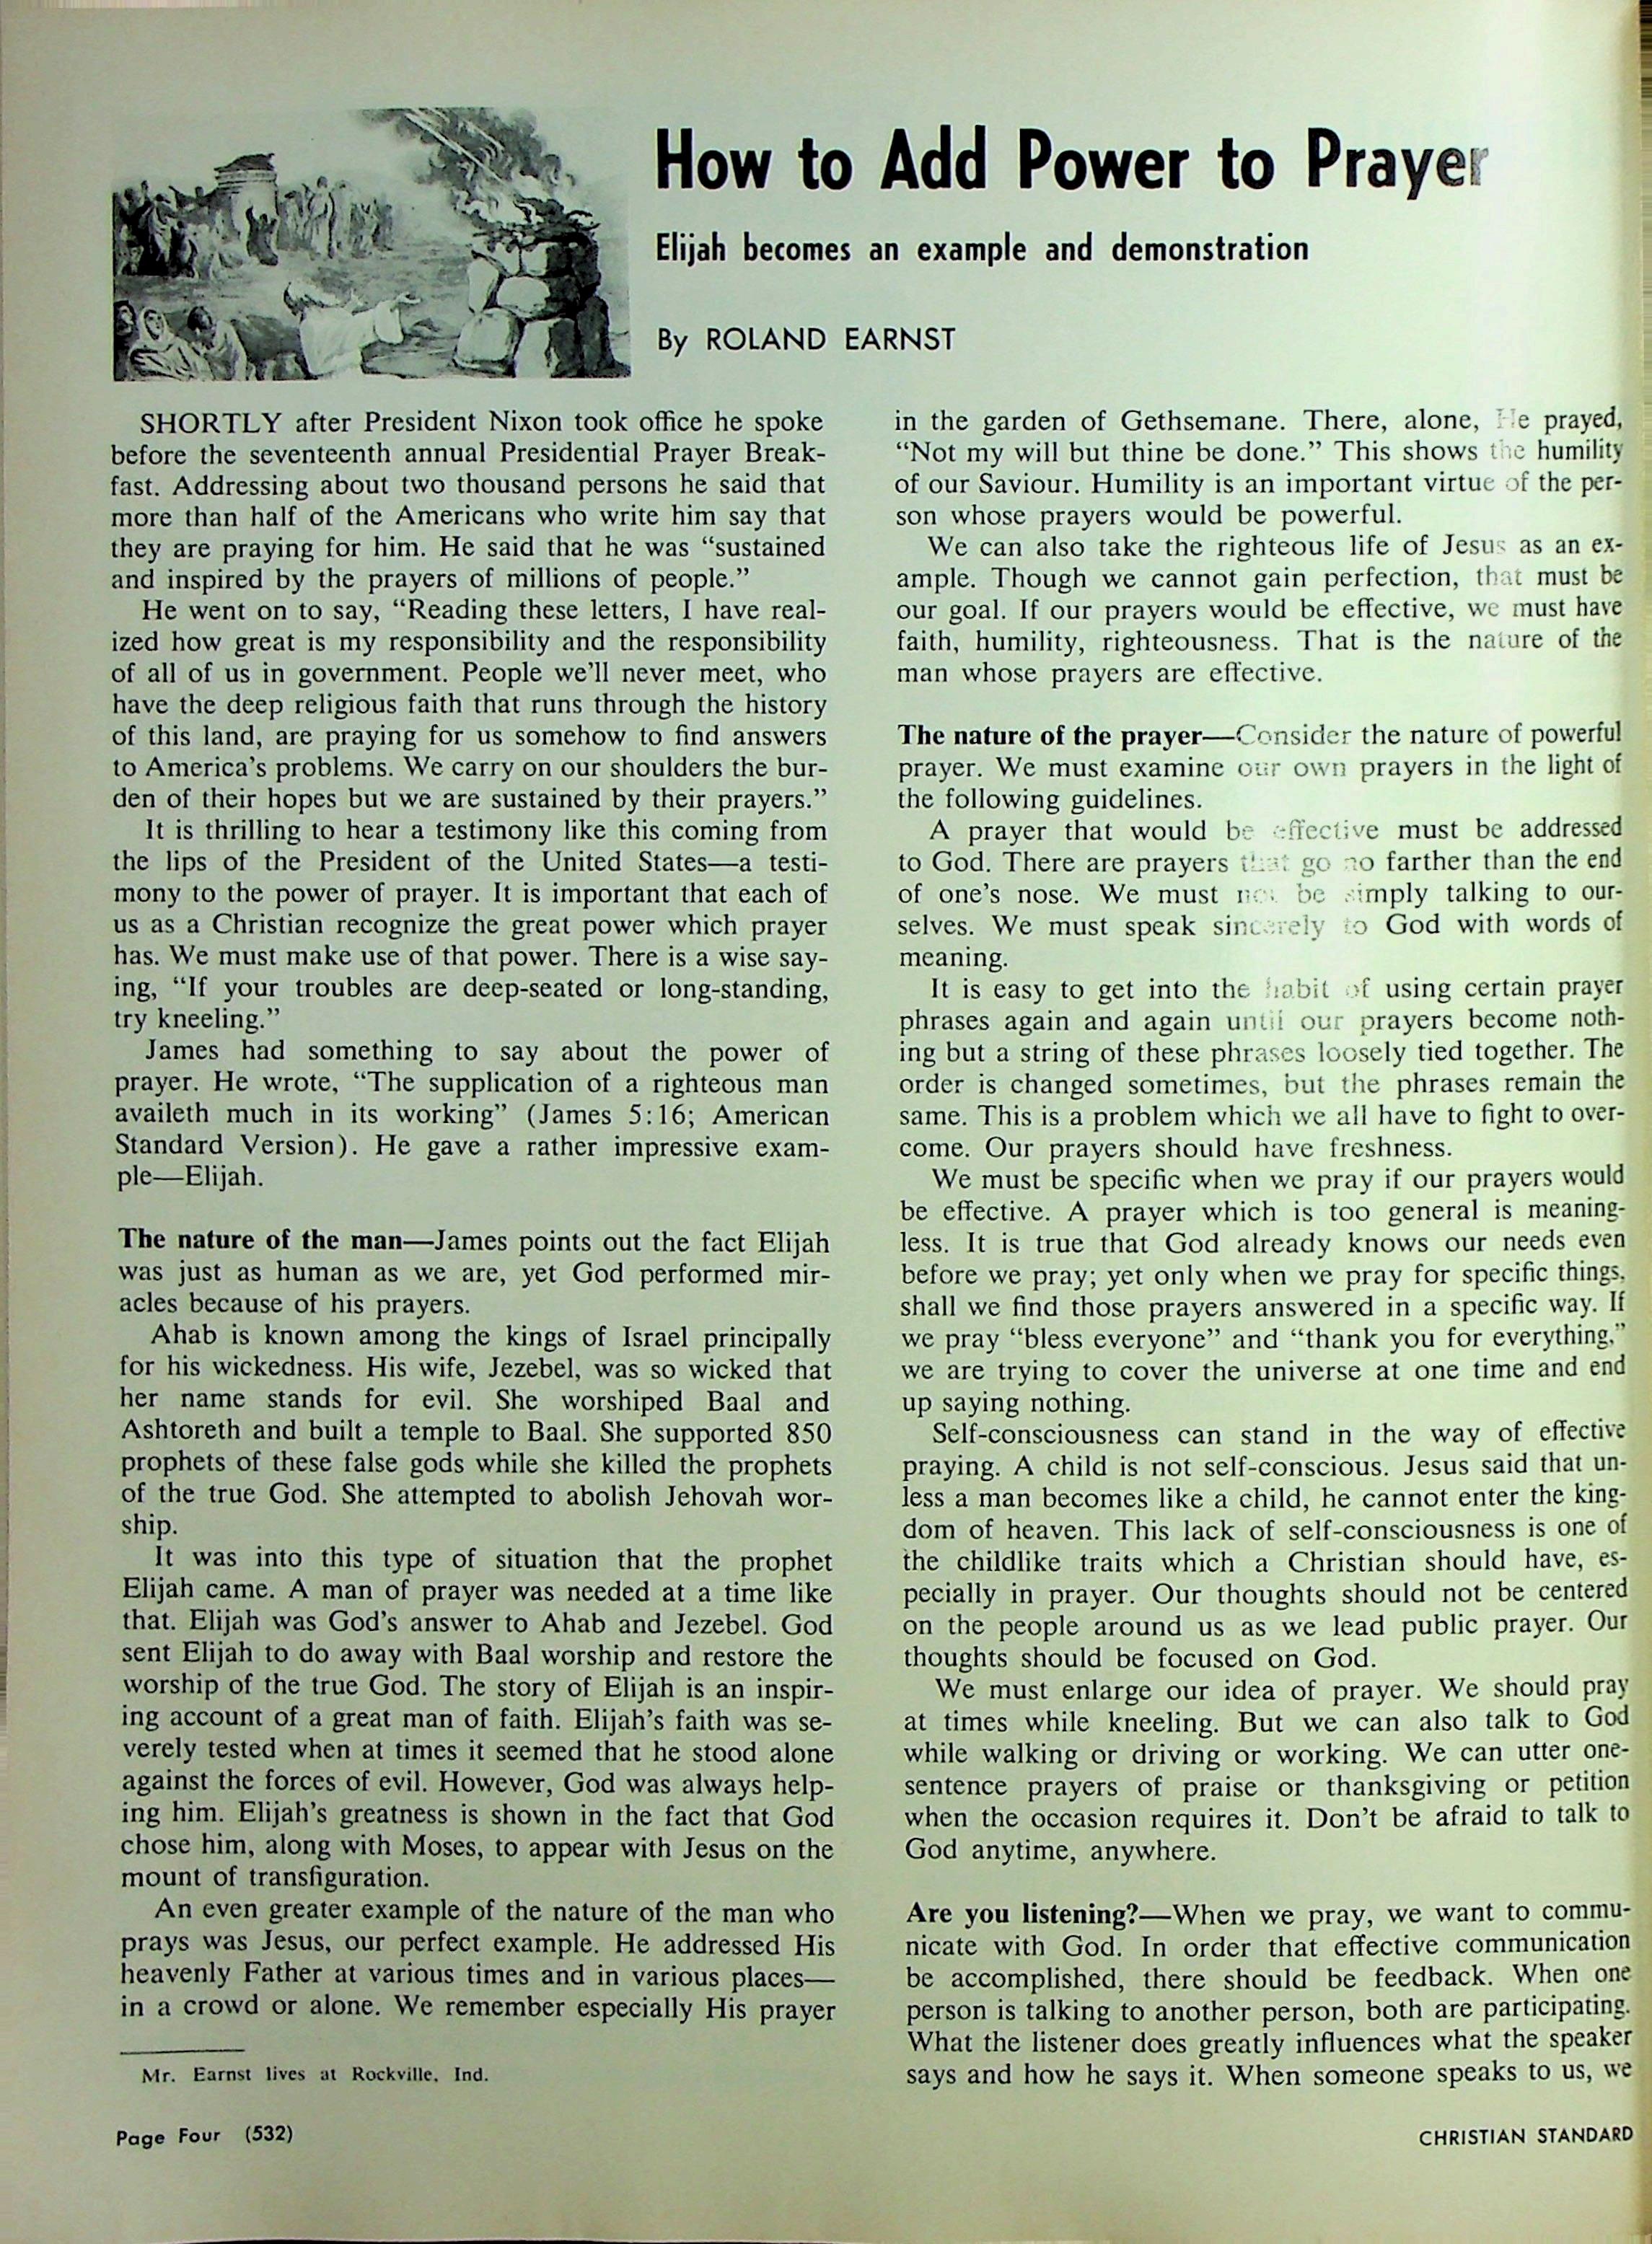 How to Add Power to Prayer
Elijah becomes an example and demonstration
By ROLAND EARNST
SHORTLY after President Nixon took office he spoke
before the seventeenth annual Presidential Prayer Break-
fast. Addressing about two thousand persons he said that
more than half of the Americans who write him say that
they are praying for him. He said that he was “sustained
and inspired by the prayers of millions of people.”
He went on to say, “Reading these letters, I have real-
ized how great is my responsibility and the responsibility
of all of us in government. People we’ll never meet, who
have the deep religious faith that runs through the history
of this land, are praying for us somehow to find answers
to America’s problems. We carry on our shoulders the bur-
den of their hopes but we are sustained by their prayers.”
It is thrilling to hear a testimony like this coming from
the lips of the President of the United States—a testi-
mony to the power of prayer. It is important that each of
us as a Christian recognize the great power which prayer
has. We must make use of that power. There is a wise say-
ing, “If your troubles are deep-seated or long-standing,
try kneeling.”
James had something to say about the power of
prayer. He wrote, “The supplication of a righteous man
availeth much in its working” (James 5:16; American
Standard Version). He gave a rather impressive exam-
ple—Elijah.
The nature of the man—James points out the fact Elijah
was just as human as we are, yet God performed mir-
acles because of his prayers.
Ahab is known among the kings of Israel principally
for his wickedness. His wife, Jezebel, was so wicked that
her name stands for evil. She worshiped Baal and
Ashtoreth and built a temple to Baal. She supported 850
prophets of these false gods while she killed the prophets
of the true God. She attempted to abolish Jehovah wor-
ship.
It was into this type of situation that the prophet
Elijah came. A man of prayer was needed at a time like
that. Elijah was God’s answer to Ahab and Jezebel. God
sent Elijah to do away with Baal worship and restore the
worship of the true God. The story of Elijah is an inspir-
ing account of a great man of faith. Elijah’s faith was se-
verely tested when at times it seemed that he stood alone
against the forces of evil. However, God was always help-
ing him. Elijah’s greatness is shown in the fact that God
chose him, along with Moses, to appear with Jesus on the
mount of transfiguration.
An even greater example of the nature of the man who
prays was Jesus, our perfect example. He addressed His
heavenly Father at various times and in various places—
in a crowd or alone. We remember especially His prayer
Mr. Earnst lives at Rockville, Ind.
in the garden of Gethsemane. There, alone, He prayed,
“Not my will but thine be done.” This shows the humility
of our Saviour. Humility is an important virtue of the per-
son whose prayers would be powerful.
We can also take the righteous life of Jesus as an ex-
ample. Though we cannot gain perfection, that must be
our goal. If our prayers would be effective, we must have
faith, humility, righteousness. That is the nature of the
man whose prayers are effective.
The nature of the prayer—Consider the nature of powerful
prayer. We must examine our own prayers in the light of
the following guidelines.
A prayer that would be effective must be addressed
to God. There are prayers that go no farther than the end
of one’s nose. We must not be simply talking to our-
selves. We must speak sincerely to God with words of
meaning.
It is easy to get into the habit of using certain prayer
phrases again and again until our prayers become noth-
ing but a string of these phrases loosely tied together. The
order is changed sometimes, but the phrases remain the
same. This is a problem which we all have to fight to over-
come. Our prayers should have freshness.
We must be specific when we pray if our prayers would
be effective. A prayer which is too general is meaning-
less. It is true that God already knows our needs even
before we pray; yet only when we pray for specific things,
shall we find those prayers answered in a specific way. If
we pray “bless everyone” and “thank you for everything,”
we are trying to cover the universe at one time and end
up saying nothing.
Self-consciousness can stand in the way of effective
praying. A child is not self-conscious. Jesus said that un-
less a man becomes like a child, he cannot enter the king-
dom of heaven. This lack of self-consciousness is one of
the childlike traits which a Christian should have, es-
pecially in prayer. Our thoughts should not be centered
on the people around us as we lead public prayer. Our
thoughts should be focused on God.
We must enlarge our idea of prayer. We should pray
at times while kneeling. But we can also talk to God
while walking or driving or working. We can utter one-
sentence prayers of praise or thanksgiving or petition
when the occasion requires it. Don’t be afraid to talk to
God anytime, anywhere.
Are you listening?—When we pray, we want to commu-
nicate with God. In order that effective communication
be accomplished, there should be feedback. When one
person is talking to another person, both are participating.
What the listener does greatly influences what the speaker
says and how he says it. When someone speaks to us, we
Page Four (532)
CHRISTIAN STANDARD